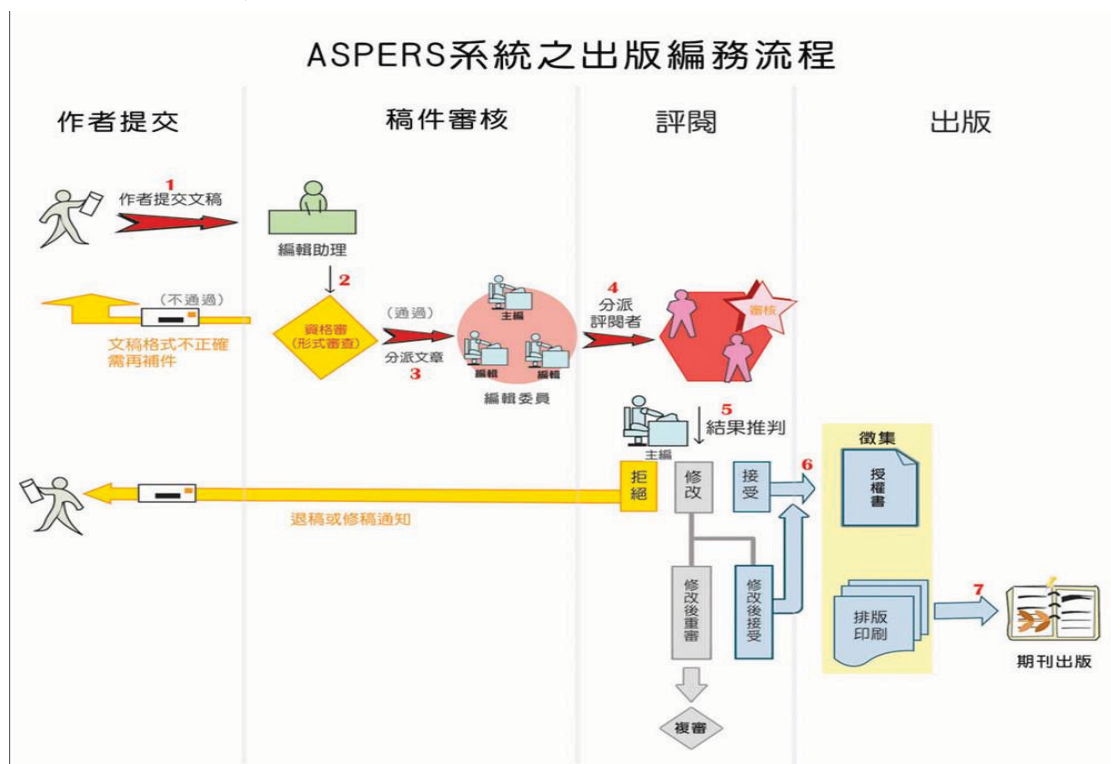 ASPERS系統之出版編務流程
作者提交
稿件審核
評閱
出版
1
作者提交文稿
編輯助理
2
(不通過)
文稿格式不正確
需再補件
資格審
(形式審查)
(通過)
分派文章
3
主編
編輯
編輯
編輯委員
4
分派
評閱者
審核
5
結果推判
主編
拒絕
修改
接受
6
退稿或修稿通知
修改後重審
修改後接受
複審
徵集
授權書
排版
印刷
7
期刊出版